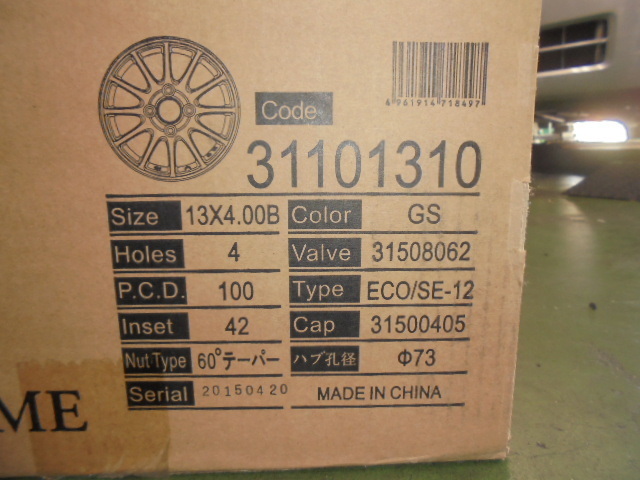 4961914718497
Code
31101310
Size 13X4.00B Color GS
Holes 4 Valve 31508062
P.C.D. 100 Type ECO/SE-12
Inset 42 Cap 31500405
Nut Type 60°テーパー ハブ孔径 Φ73
Serial 20150420 MADE IN CHINA
ME